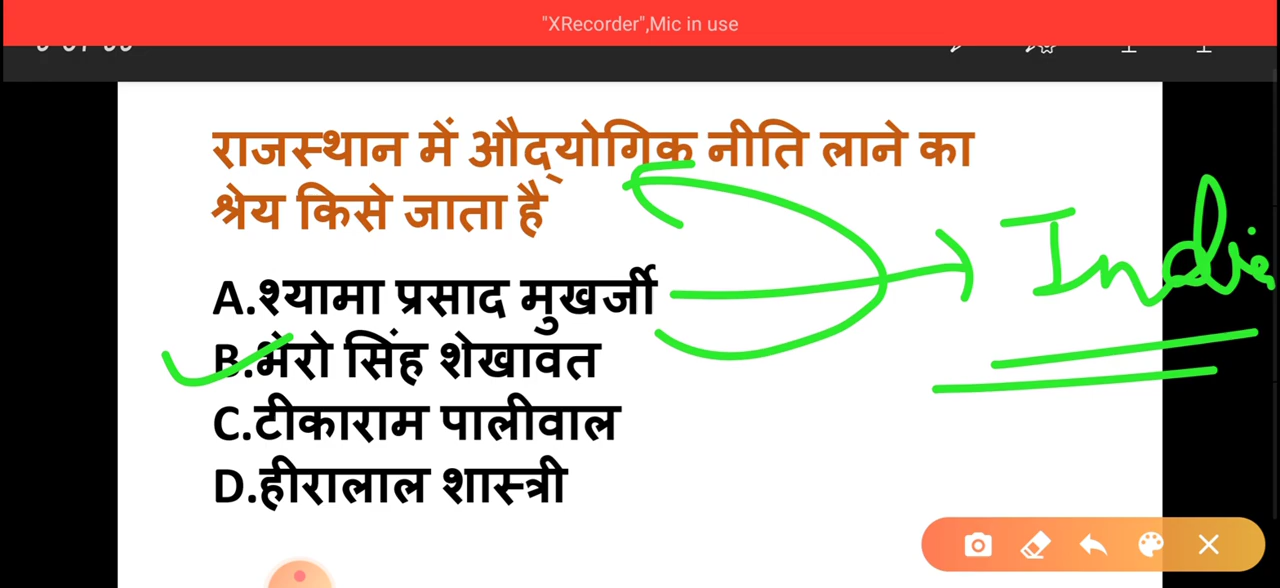 "XRecorder",Mic in use
राजस्थान में औद्योगिक नीति लाने का
श्रेय किसे जाता है
A.श्यामा प्रसाद मुखर्जी
India
B.भेरो सिंह शेखावत
C.टीकाराम पालीवाल
D.हीरालाल शास्त्री